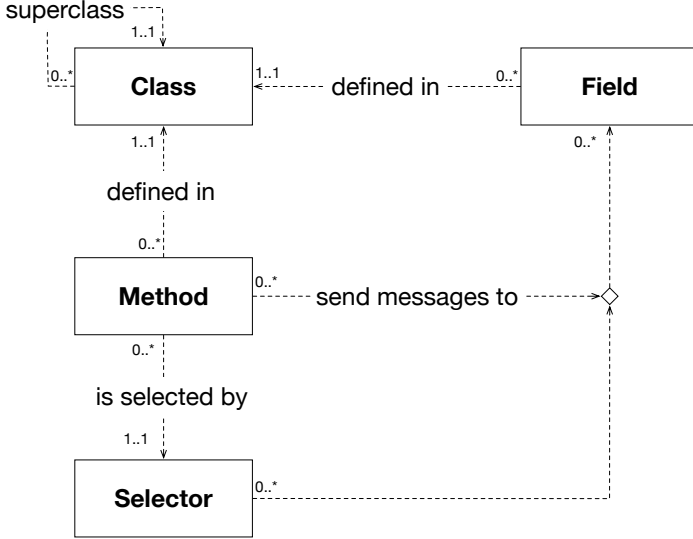 superclass
1..1
0..*
Class
1..1
defined in
0..*
Field
1..1
0..*
defined in
0..*
Method
0..*
send messages to
0..*
is selected by
1..1
Selector
0..*